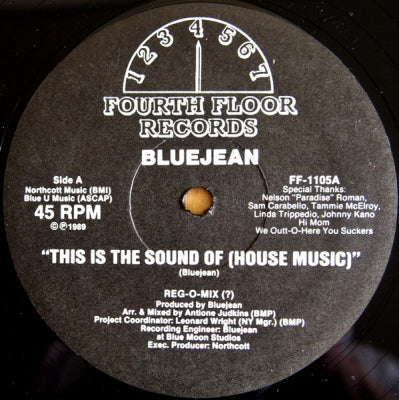 1 2 3 4 5 6 7
FOURTH FLOOR
RECORDS
BLUEJEAN
Side A
Northcott Music (BMI)
Blue U Music (ASCAP)
45 RPM
©℗1989
FF-1105A
Special Thanks:
Nelson "Paradise" Roman,
Sam Carabello, Tammie McElroy,
Linda Trippedio, Johnny Kano
Hi Mom
We Outt-O-Here You Suckers
"THIS IS THE SOUND OF (HOUSE MUSIC)"
(Bluejean)
REG-O-MIX (?)
Produced by Bluejean
Arr. & Mixed by Antione Judkins (BMP)
Project Coordinator: Leonard Wright (NY Mgr.) (BMP)
Recording Engineer: Bluejean
at Blue Moon Studios
Exec. Producer: Northcott